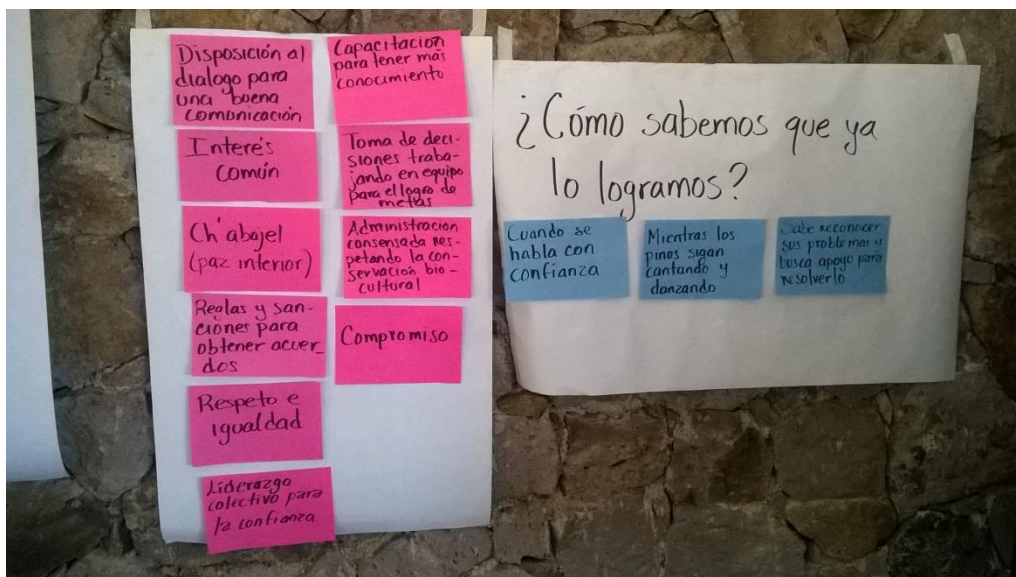 Disposición al
dialogo para
una buena
comunicación
Interés
Común
Ch'abajel
(paz interior)
Reglas y san-
ciones para
obtener acuer-
dos
Respeto e
igualdad
Liderazgo
colectivo para
la confianza
Capacitacion
para tener más
conocimiento
Toma de deci-
siones traba-
jando en equipo
para el logro de
metas
Administracion
consensada res-
petando la con-
servación bio-
cultural
Compromiso
¿Cómo sabemos que ya
lo logramos?
Cuando se
habla con
confianza
Mientras los
pinos sigan
cantando y
danzando
Sabe reconocer
sus problemas y
busca apoyo para
resolverlo